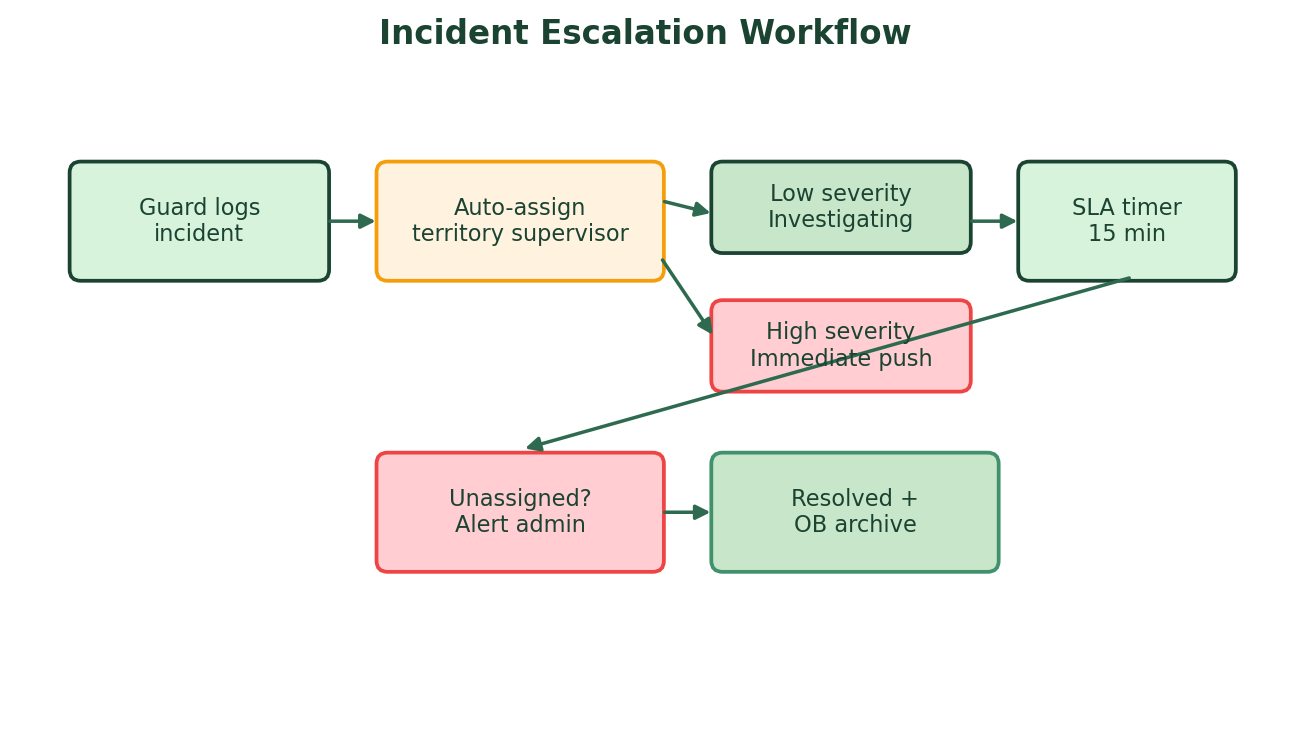 Incident Escalation Workflow
Guard logs
incident
Auto-assign
territory supervisor
Low severity
Investigating
SLA timer
15 min
High severity
Immediate push
Unassigned?
Alert admin
Resolved +
OB archive